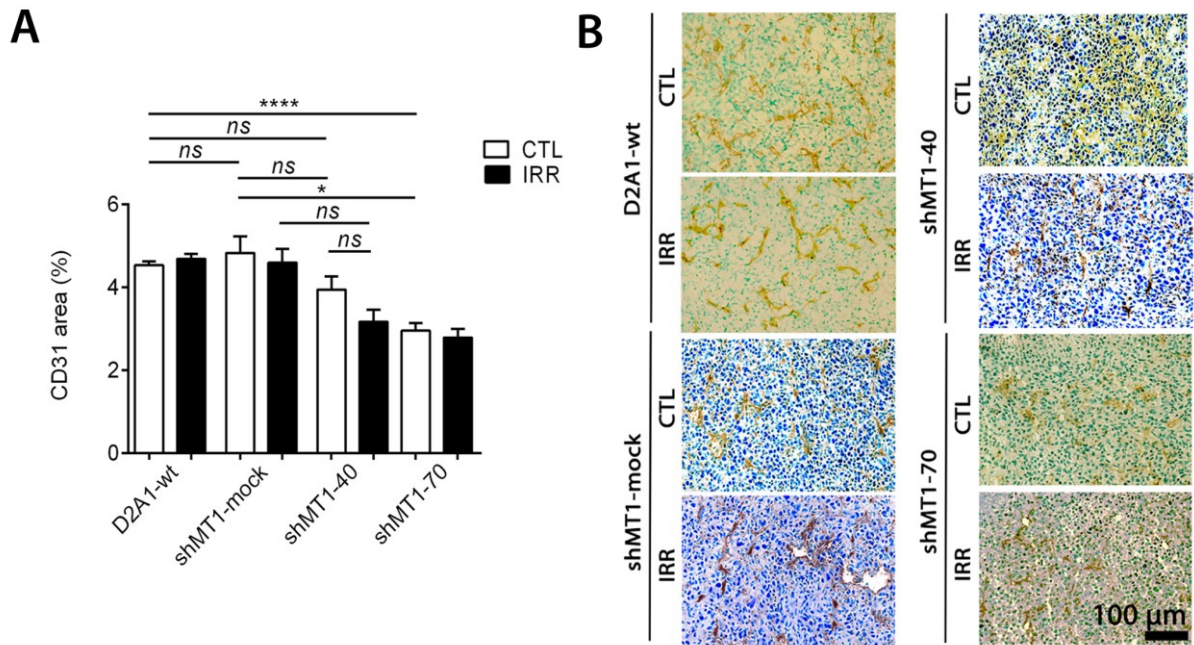 A
****
ns
ns
ns
*
ns
ns
CTL
IRR
CD31 area (%)
6
4
2
0
D2A1-wt
shMT1-mock
shMT1-40
shMT1-70
B
D2A1-wt
CTL
IRR
shMT1-mock
CTL
IRR
shMT1-40
CTL
IRR
shMT1-70
CTL
IRR
100 μm